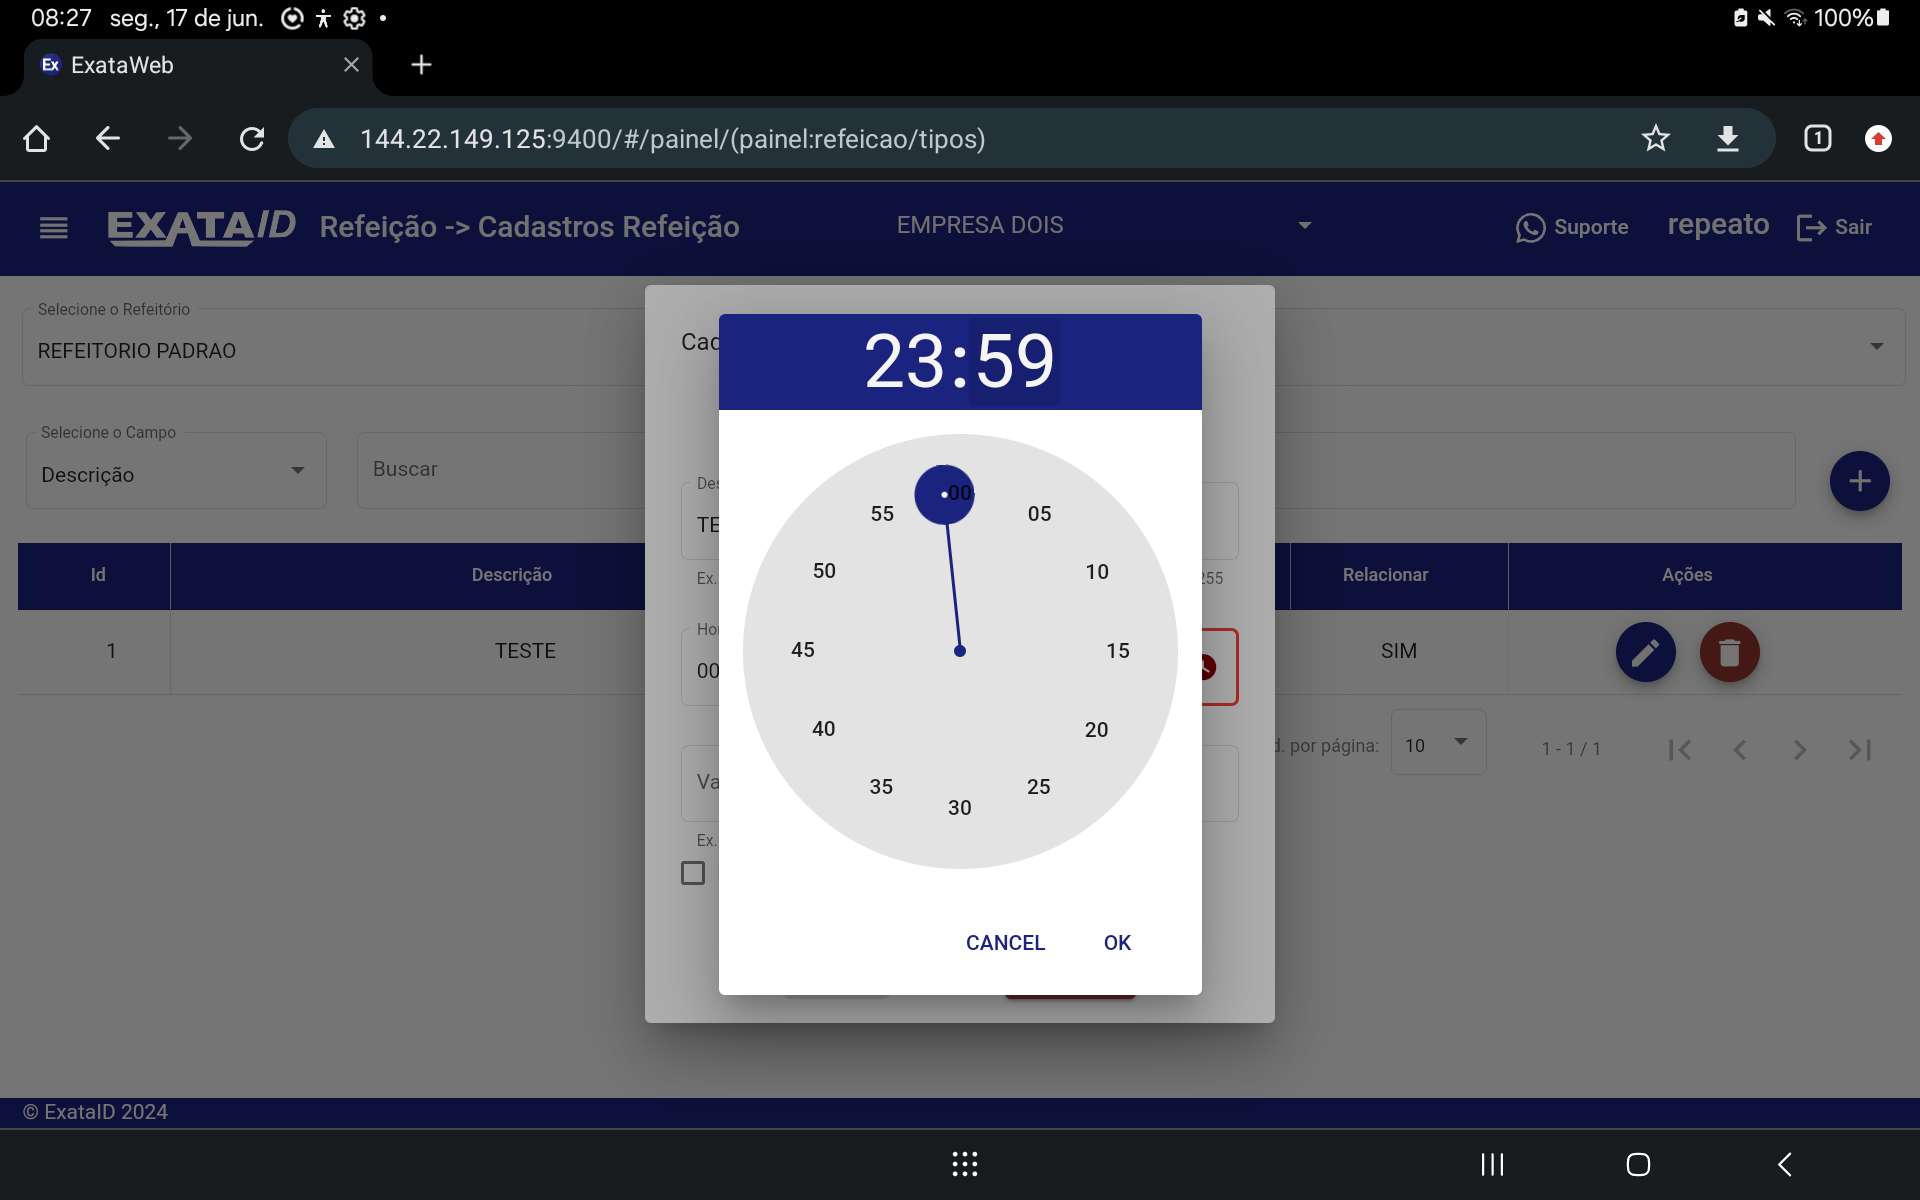 08:27 seg., 17 de jun. 100%
Ex ExataWeb
144.22.149.125:9400/#/painel/(painel:refeicao/tipos) 1
EXATAID Refeição -> Cadastros Refeição EMPRESA DOIS Suporte repeato Sair
Selecione o Refeitório
REFEITORIO PADRAO
Cad
23:59
Selecione o Campo
Descrição
Buscar
Des
TE
Ex.
255
Id Descrição Relacionar Ações
1 TESTE SIM
Hor
00
00
05
10
15
20
25
30
35
40
45
50
55
d. por página: 10 1 - 1 / 1
Va
Ex.
CANCEL OK
© ExataID 2024